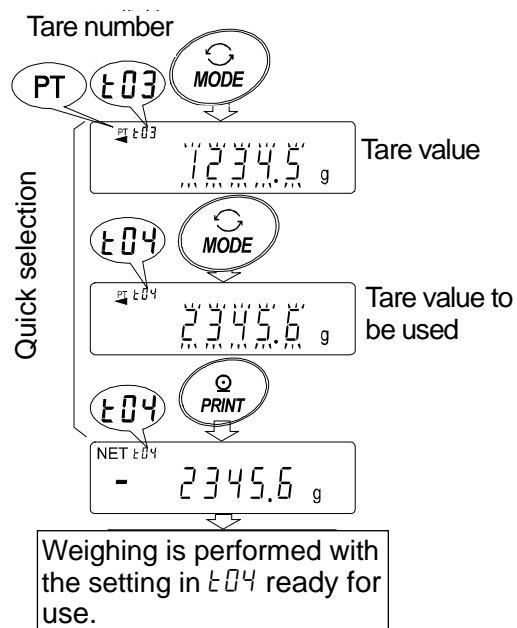 Tare number
PT
t03
MODE
PT t03
1234.5 g
Tare value
Quick selection
t04
MODE
PT t04
2345.6 g
Tare value to
be used
t04
PRINT
NET t04
- 2345.6 g
Weighing is performed with
the setting in t04 ready for
use.